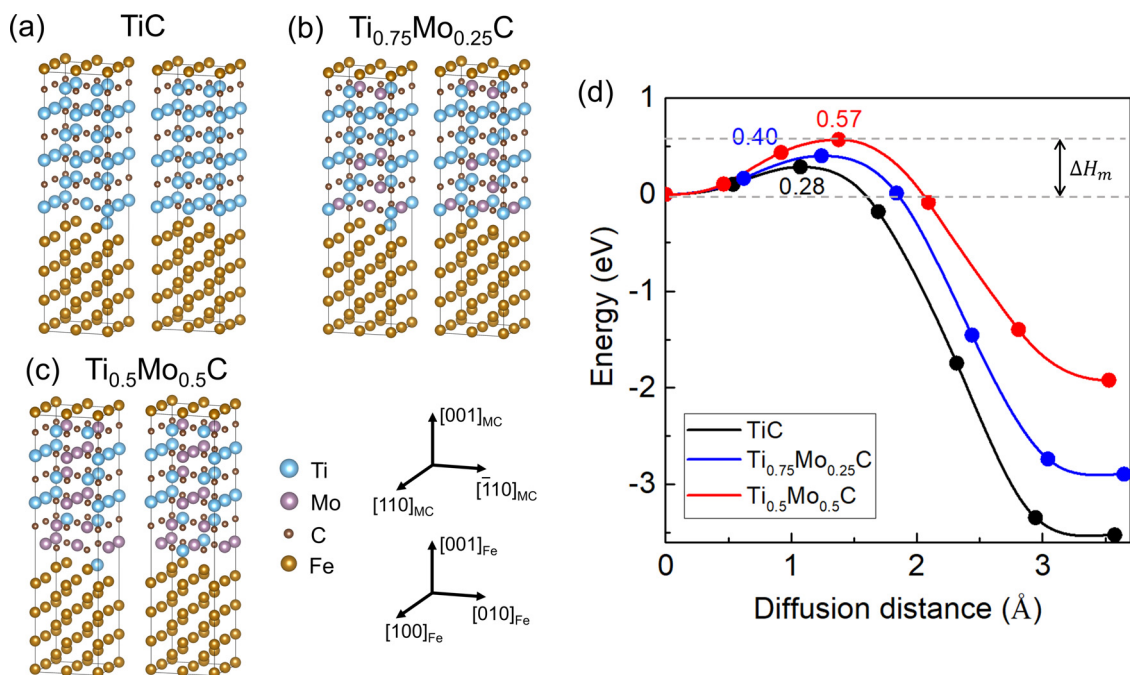 (a)
TiC
(b)
Ti0.75Mo0.25C
(c)
Ti0.5Mo0.5C
Ti
Mo
C
Fe
[001]MC
[110]MC
[1̄10]MC
[001]Fe
[100]Fe
[010]Fe
(d)
Energy (eV)
1
0
-1
-2
-3
0.40
0.57
0.28
ΔHm
TiC
Ti0.75Mo0.25C
Ti0.5Mo0.5C
0 1 2 3
Diffusion distance (Å)